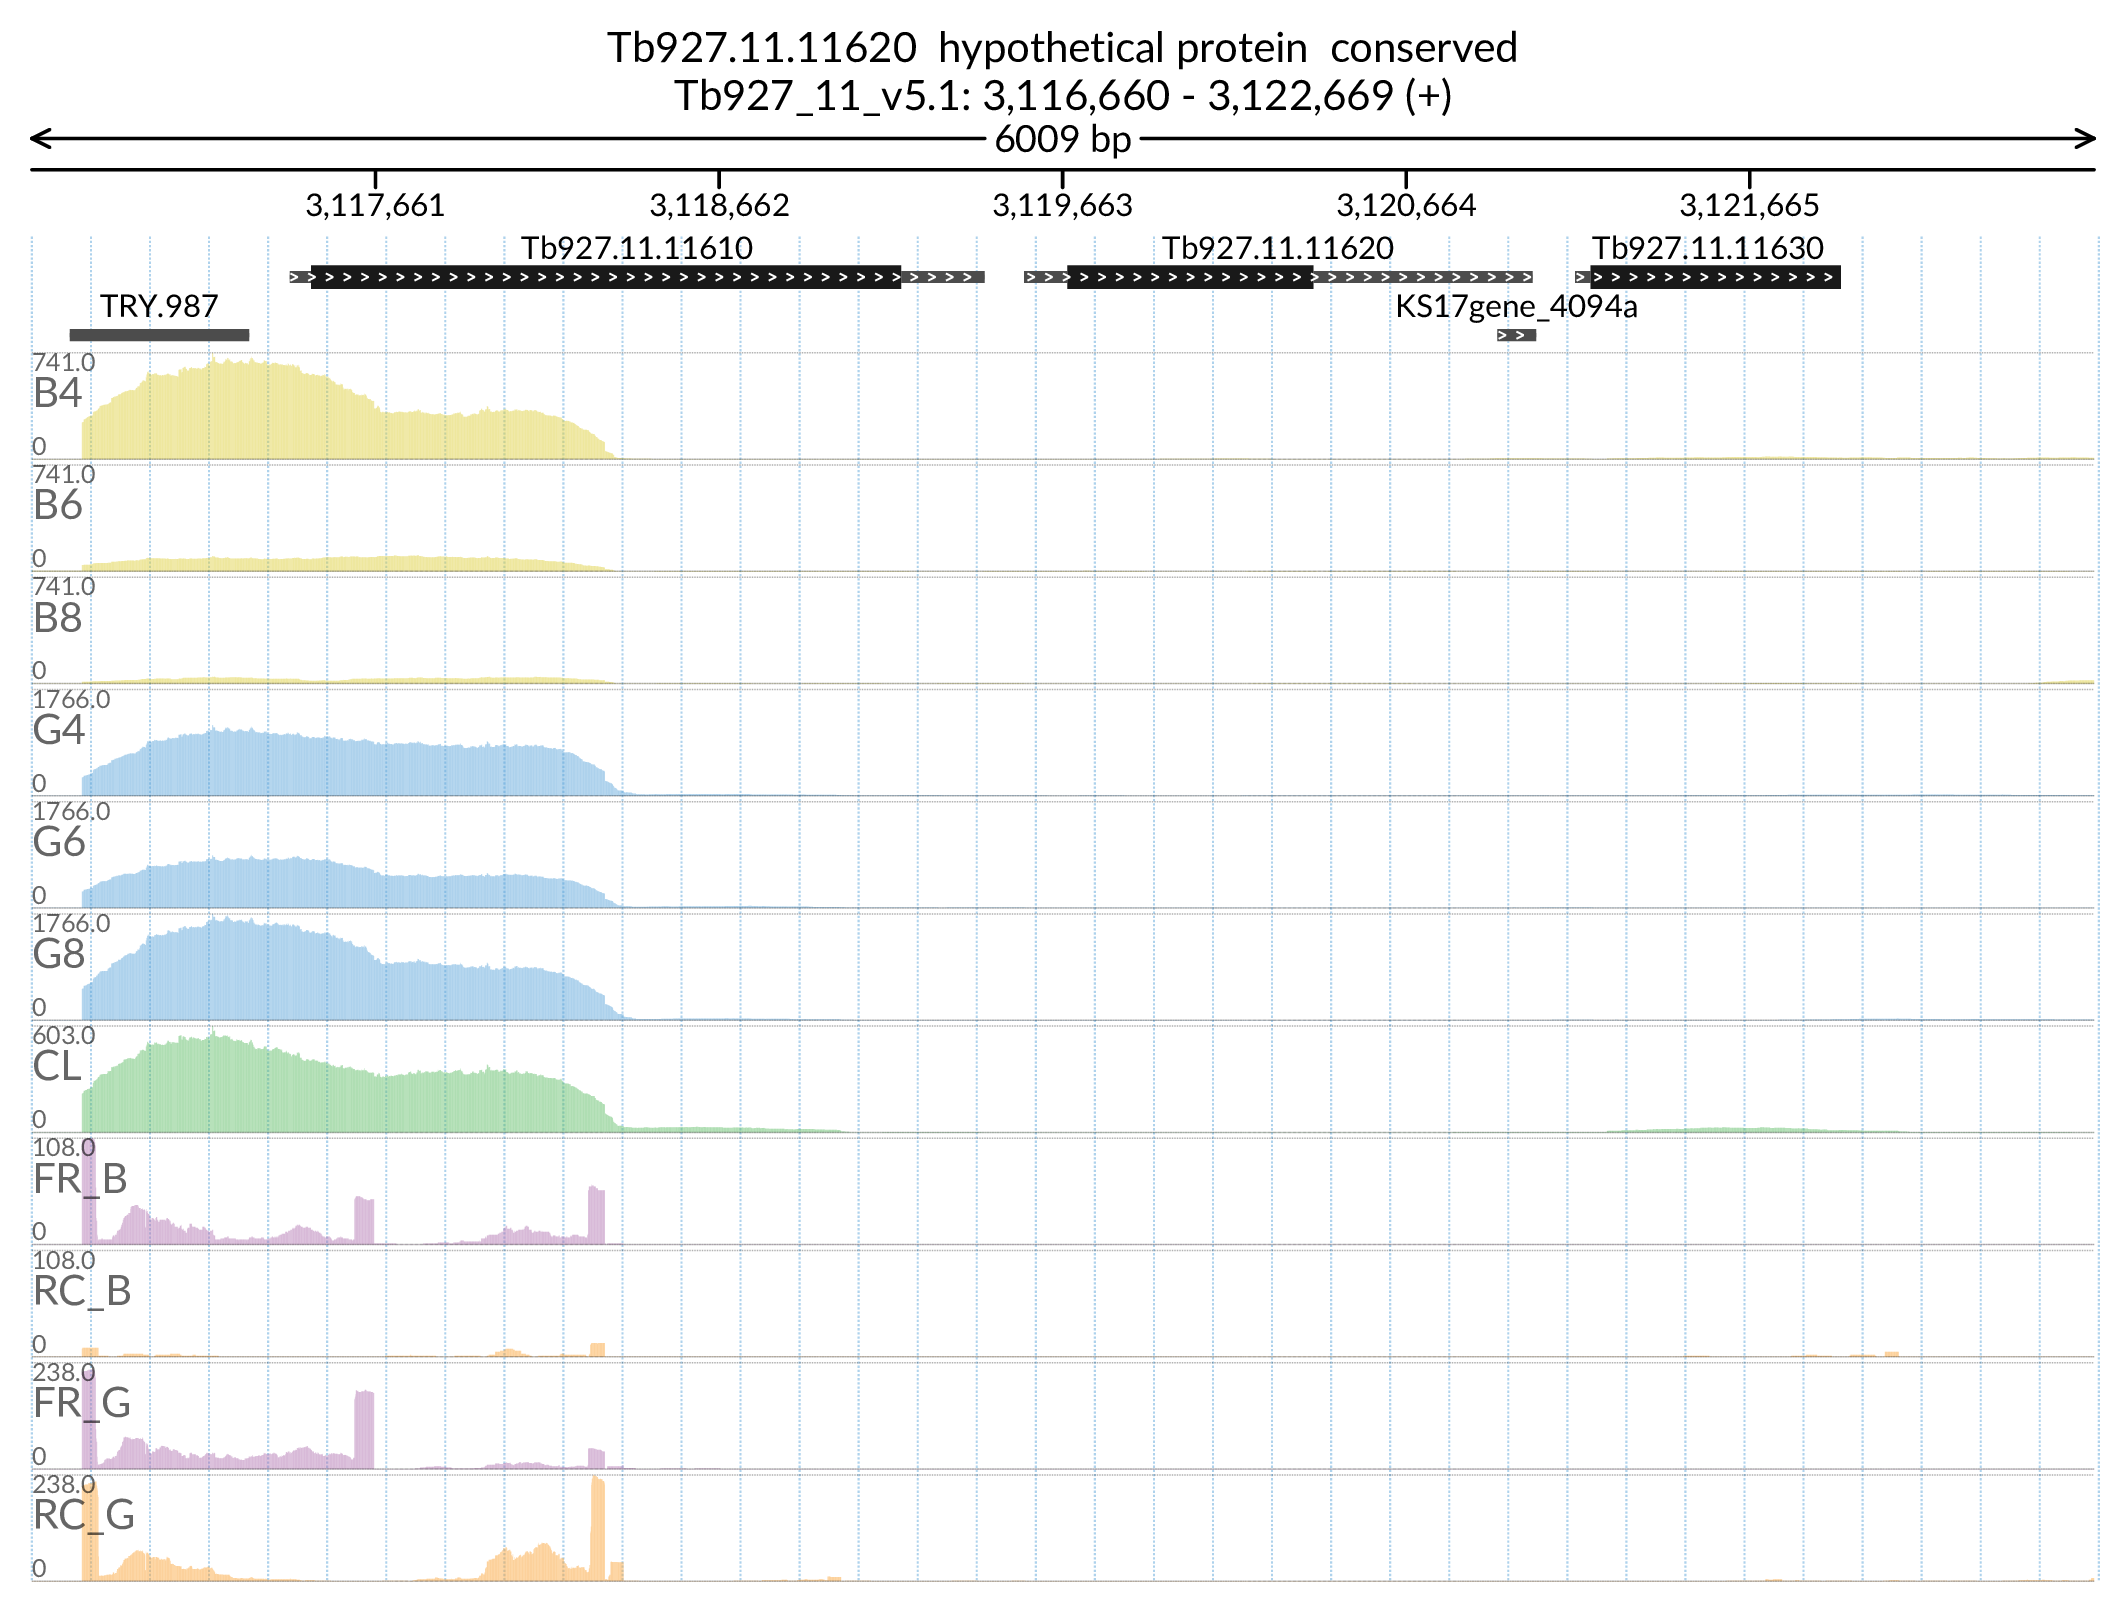 Tb927.11.11620  hypothetical protein  conserved
Tb927_11_v5.1: 3,116,660 - 3,122,669 (+)
6009 bp
3,117,661 3,118,662 3,119,663 3,120,664 3,121,665
Tb927.11.11610 Tb927.11.11620 Tb927.11.11630
TRY.987 KS17gene_4094a
741.0
B4
0
741.0
B6
0
741.0
B8
0
1766.0
G4
0
1766.0
G6
0
1766.0
G8
0
603.0
CL
0
108.0
FR_B
0
108.0
RC_B
0
238.0
FR_G
0
238.0
RC_G
0